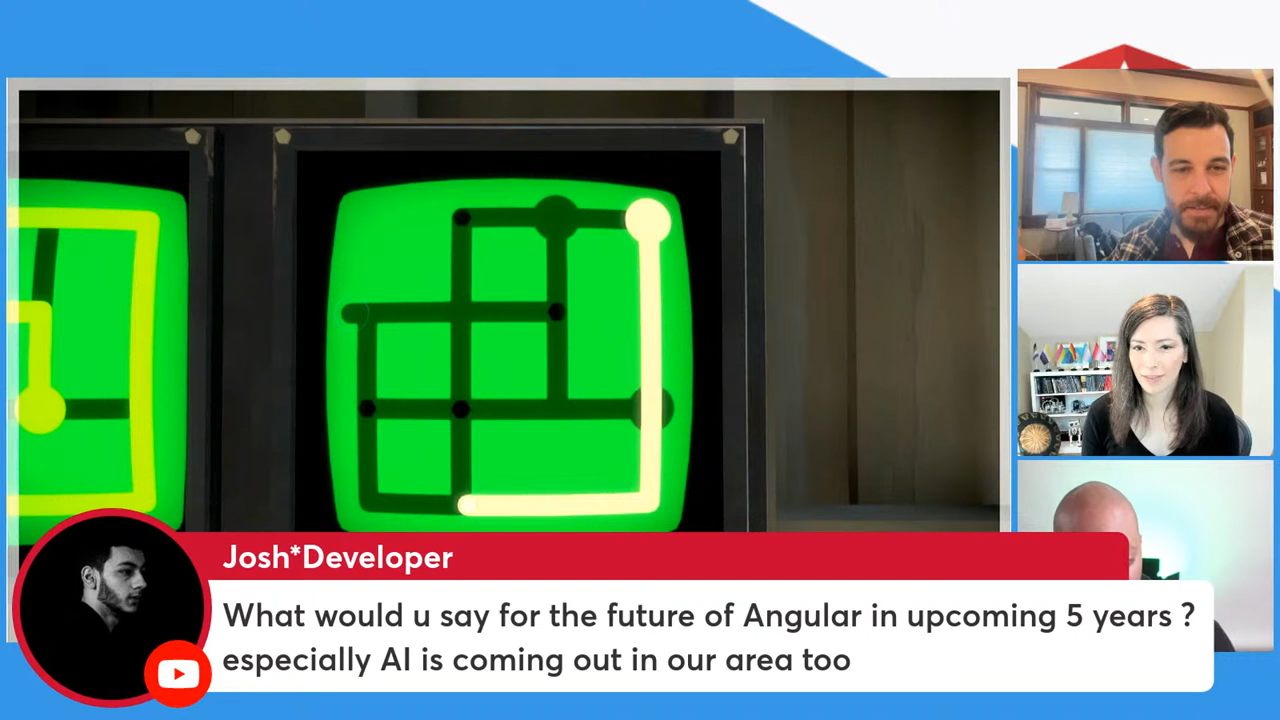 Josh*Developer
What would u say for the future of Angular in upcoming 5 years ?
especially AI is coming out in our area too